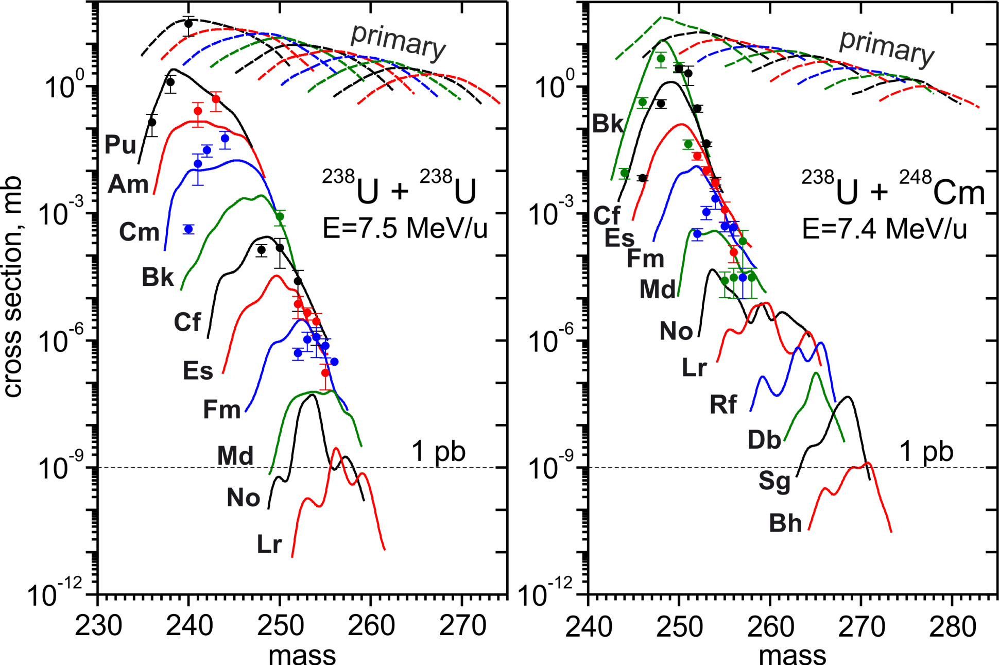 cross section, mb
10^0
10^-3
10^-6
10^-9
10^-12
230 240 250 260 270
mass
primary
Pu
Am
Cm
Bk
Cf
Es
Fm
Md
No
Lr
^238U + ^238U
E=7.5 MeV/u
1 pb
10^0
10^-3
10^-6
10^-9
10^-12
240 250 260 270 280
mass
primary
Bk
Cf
Es
Fm
Md
No
Lr
Rf
Db
Sg
Bh
^238U + ^248Cm
E=7.4 MeV/u
1 pb